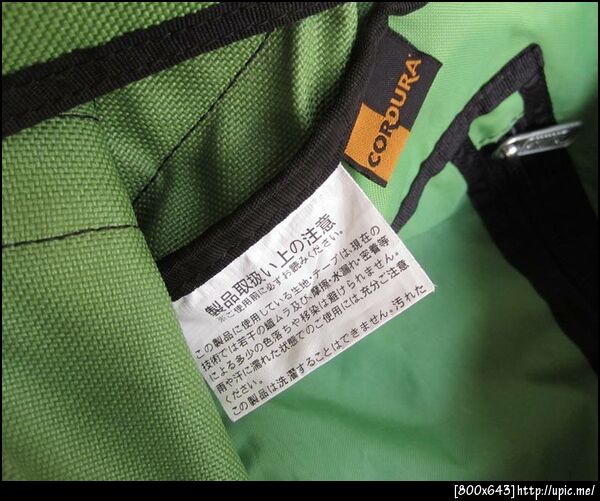 CORDURA
製品取扱い上の注意
※ご使用前に必ずお読みください。
この製品に使用している生地・テープは、現在の
技術では若干の織ムラ及び、摩擦・水濡れ・密着等
による多少の色落ちや移染は避けられません。
雨や汗に濡れた状態でのご使用には、充分ご注意
ください。
この製品は洗濯することはできません。汚れた
[800x643]http://upic.me/